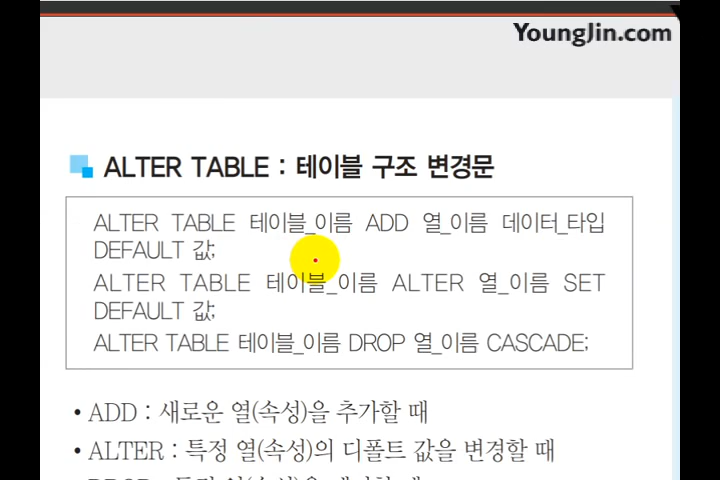 YoungJin.com
ALTER TABLE : 테이블 구조 변경문
ALTER TABLE 테이블_이름 ADD 열_이름 데이터_타입
DEFAULT 값;
ALTER TABLE 테이블_이름 ALTER 열_이름 SET
DEFAULT 값;
ALTER TABLE 테이블_이름 DROP 열_이름 CASCADE;
• ADD : 새로운 열(속성)을 추가할 때
• ALTER : 특정 열(속성)의 디폴트 값을 변경할 때